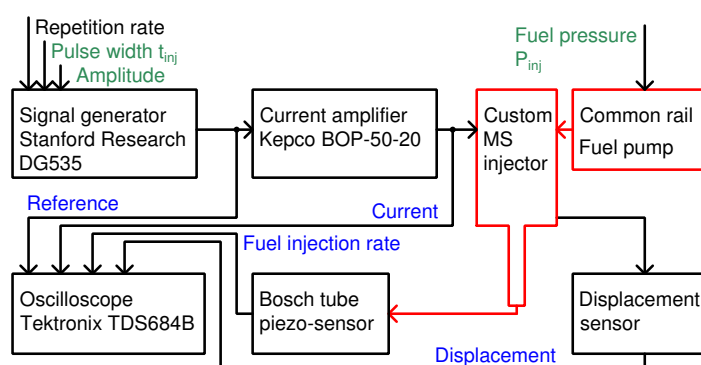 Repetition rate
Pulse width tinj
Amplitude
Fuel pressure
Pinj
Signal generator
Stanford Research
DG535
Current amplifier
Kepco BOP-50-20
Custom
MS
injector
Common rail
Fuel pump
Reference
Current
Fuel injection rate
Oscilloscope
Tektronix TDS684B
Bosch tube
piezo-sensor
Displacement
sensor
Displacement